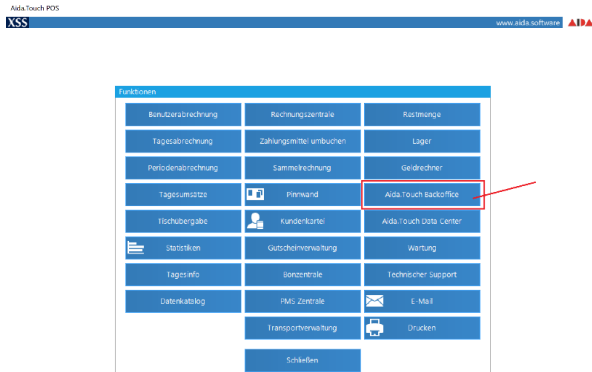 Aida.Touch POS
XSS
www.aida.software AIDA
Funktionen
Benutzerabrechnung Rechnungszentrale Restmenge
Tagesabrechnung Zahlungsmittel umbuchen Lager
Periodenabrechnung Sammelrechnung Geldrechner
Tagesumsätze Pinnwand Aida.Touch Backoffice
Tischübergabe Kundenkartei Aida.Touch Data Center
Statistiken Gutscheinverwaltung Wartung
Tagesinfo Bonzentrale Technischer Support
Datenkatalog PMS Zentrale E-Mail
Transportverwaltung Drucken
Schließen